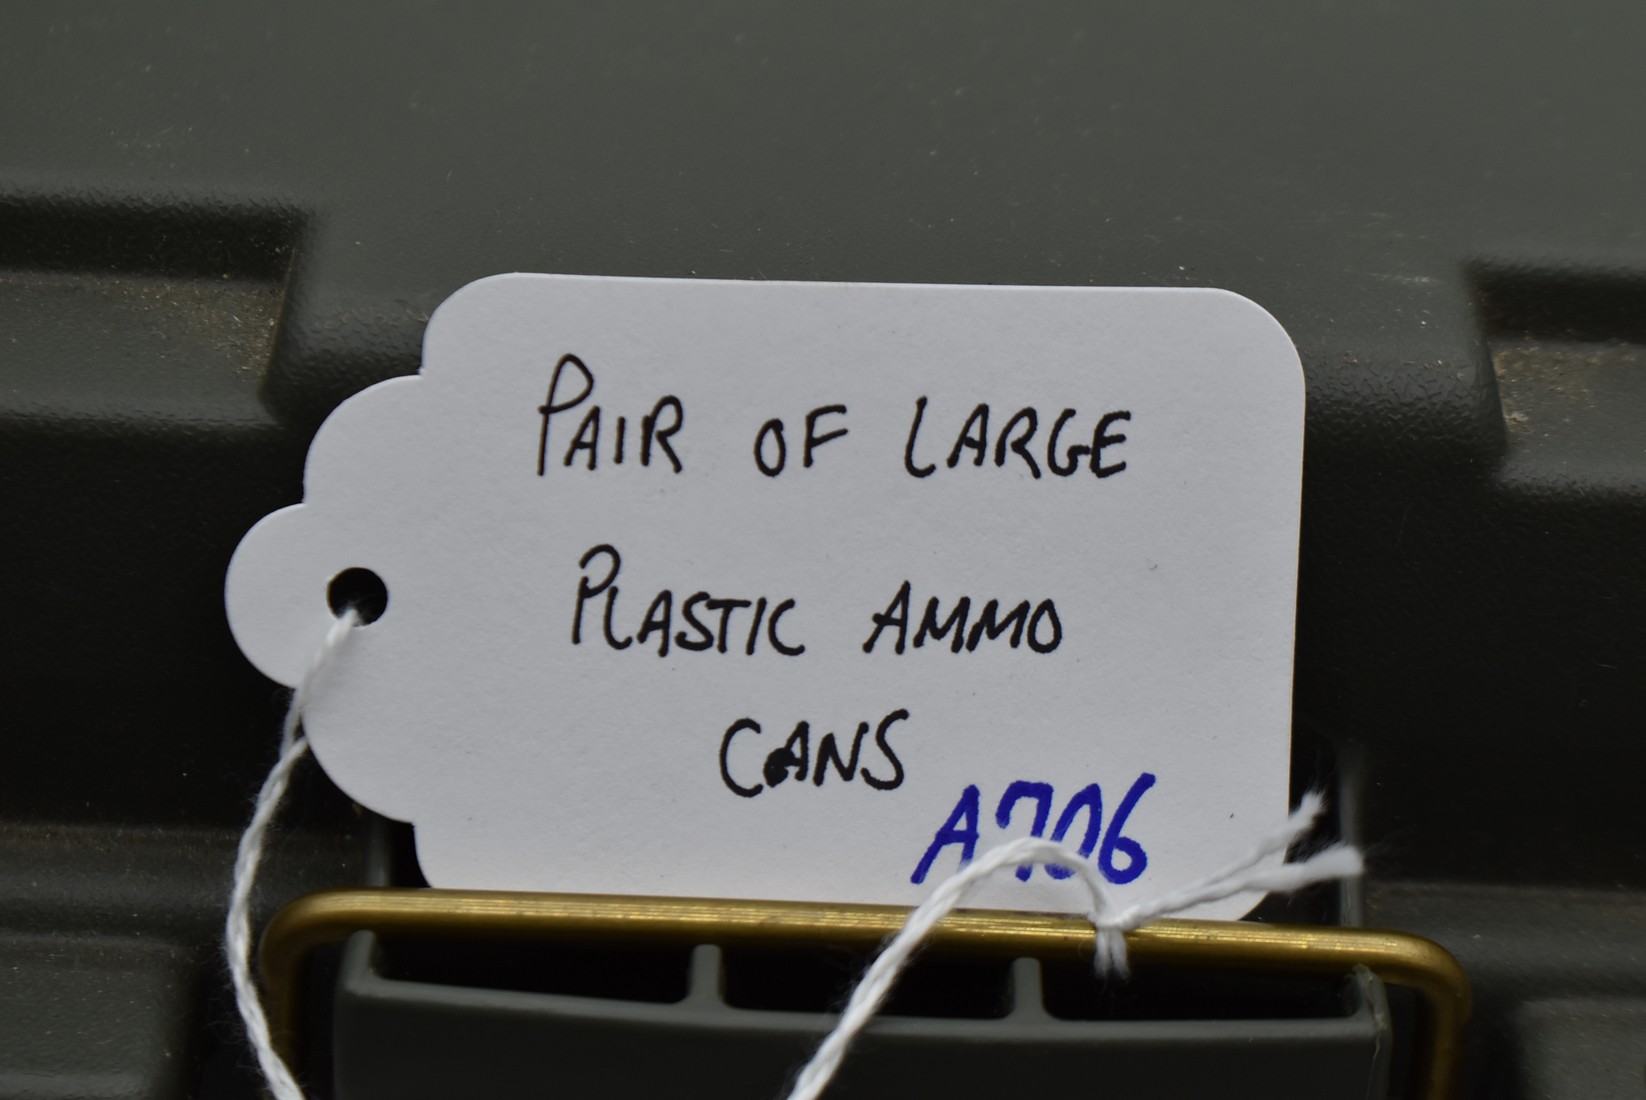 PAIR OF LARGE
PLASTIC AMMO
CANS
A706